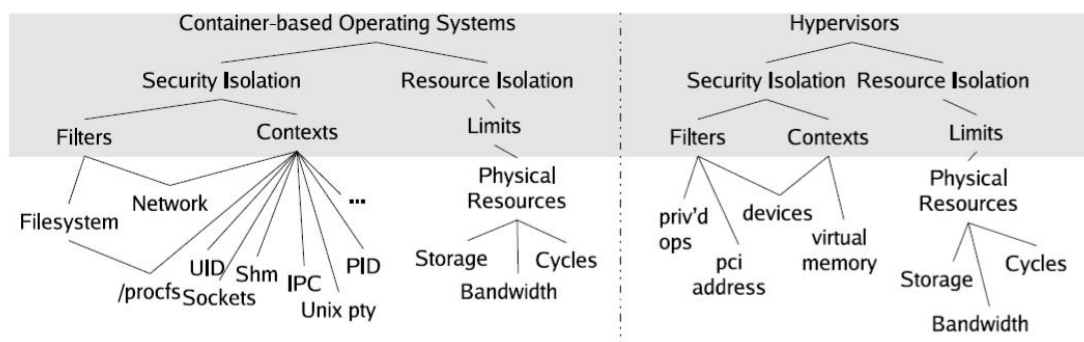 Container-based Operating Systems
Hypervisors
Security Isolation
Resource Isolation
Security Isolation
Resource Isolation
Filters
Contexts
Limits
Filters
Contexts
Limits
Filesystem
Network
...
Physical
Resources
priv'd
ops
devices
Physical
Resources
/procfs
UID
Sockets
Shm
IPC
Unix pty
PID
Storage
Bandwidth
Cycles
pci
address
virtual
memory
Storage
Bandwidth
Cycles